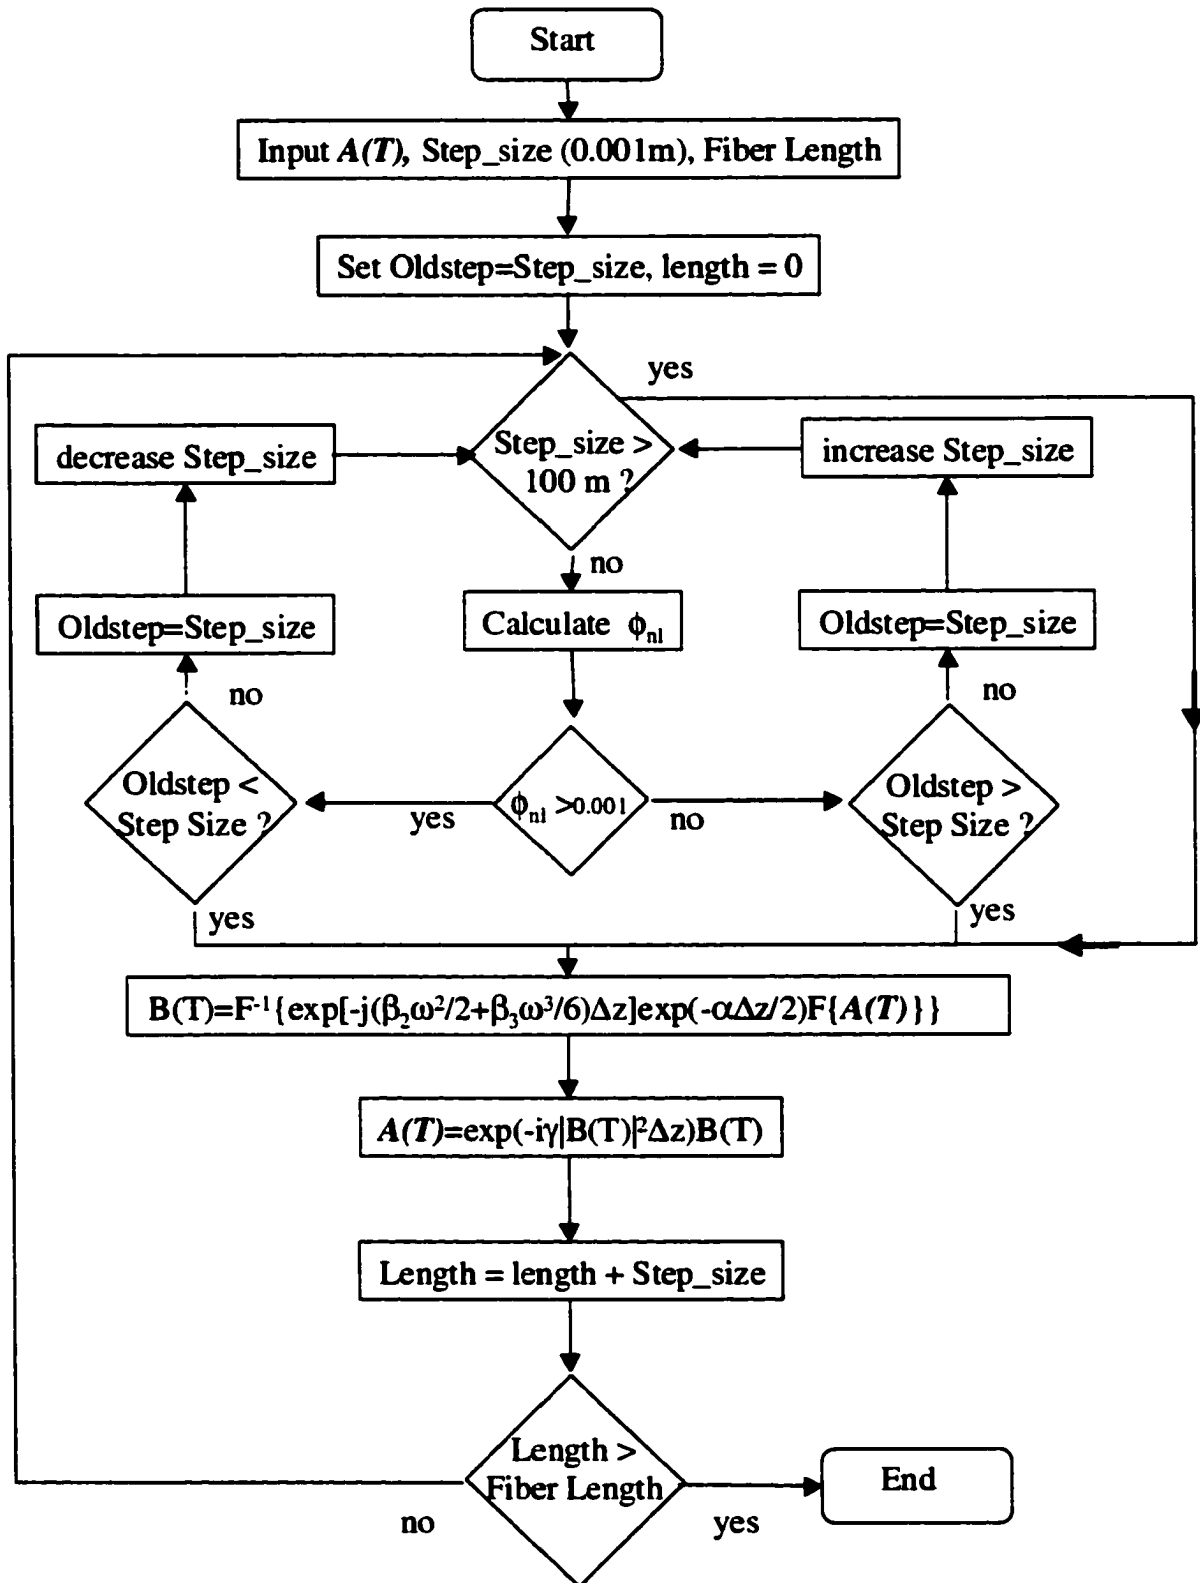 Start
Input A(T), Step_size (0.001m), Fiber Length
Set Oldstep=Step_size, length = 0
yes
decrease Step_size
Step_size >
100 m ?
increase Step_size
no
Oldstep=Step_size
Calculate ϕₙₗ
Oldstep=Step_size
no
no
Oldstep <
Step Size ?
yes
ϕₙₗ >0.001
no
Oldstep >
Step Size ?
yes
yes
B(T)=F⁻¹{exp[-j(β₂ω²/2+β₃ω³/6)Δz]exp(-αΔz/2)F{A(T)}}
A(T)=exp(-iγ|B(T)|²Δz)B(T)
Length = length + Step_size
Length >
Fiber Length
End
no
yes